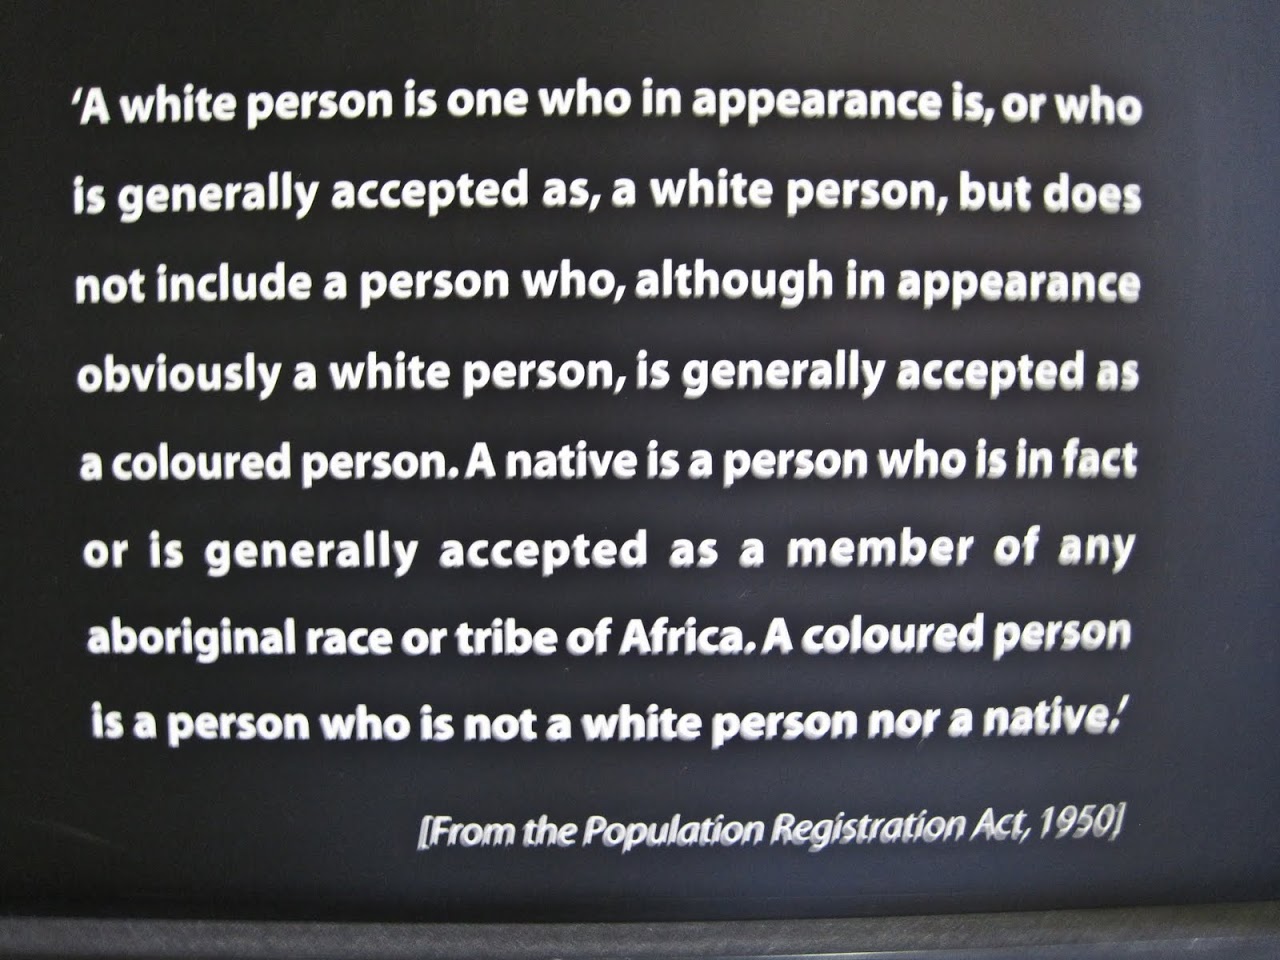 'A white person is one who in appearance is, or who
is generally accepted as, a white person, but does
not include a person who, although in appearance
obviously a white person, is generally accepted as
a coloured person. A native is a person who is in fact
or is generally accepted as a member of any
aboriginal race or tribe of Africa. A coloured person
is a person who is not a white person nor a native.'
[From the Population Registration Act, 1950]